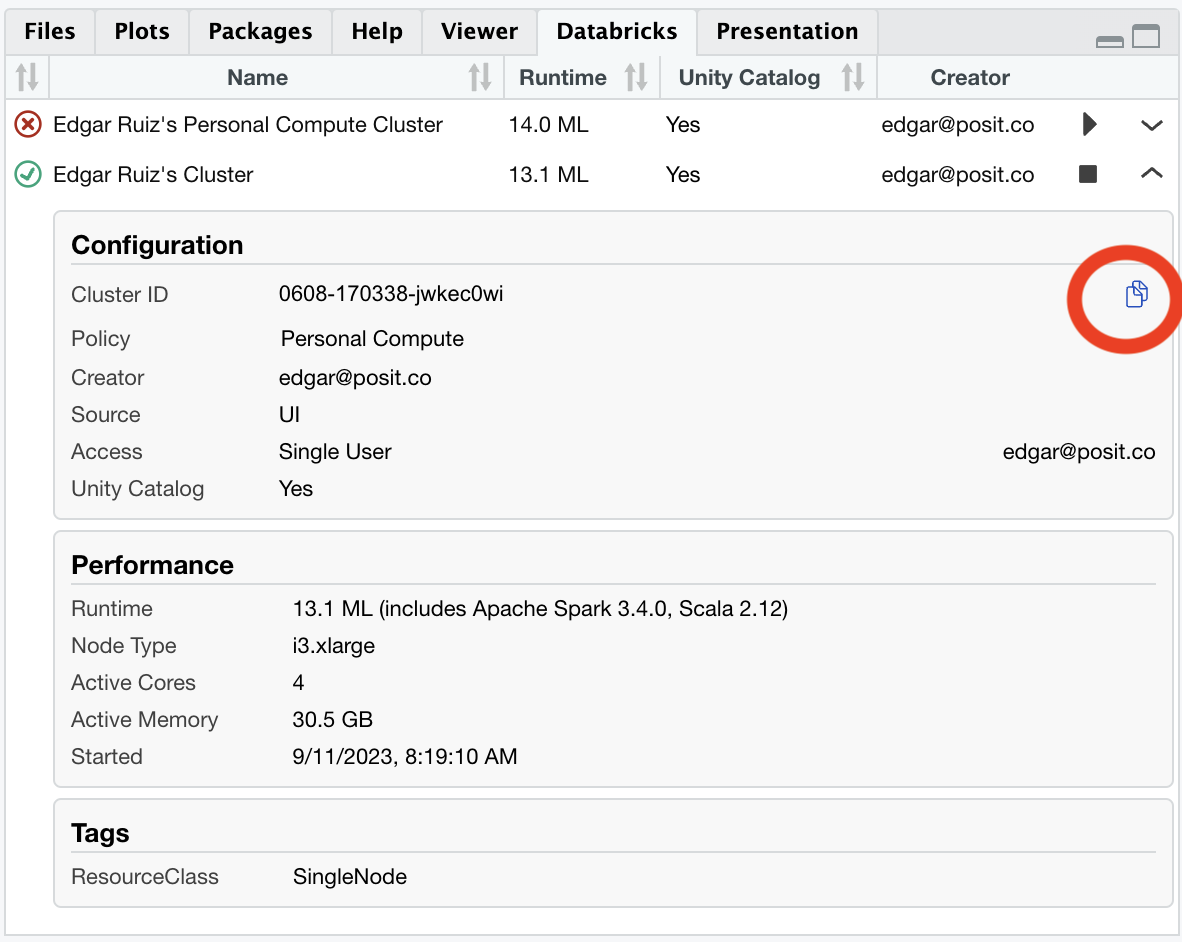 Files Plots Packages Help Viewer Databricks Presentation
Name Runtime Unity Catalog Creator
Edgar Ruiz's Personal Compute Cluster 14.0 ML Yes edgar@posit.co
Edgar Ruiz's Cluster 13.1 ML Yes edgar@posit.co
Configuration
Cluster ID 0608-170338-jwkec0wi
Policy Personal Compute
Creator edgar@posit.co
Source UI
Access Single User edgar@posit.co
Unity Catalog Yes
Performance
Runtime 13.1 ML (includes Apache Spark 3.4.0, Scala 2.12)
Node Type i3.xlarge
Active Cores 4
Active Memory 30.5 GB
Started 9/11/2023, 8:19:10 AM
Tags
ResourceClass SingleNode